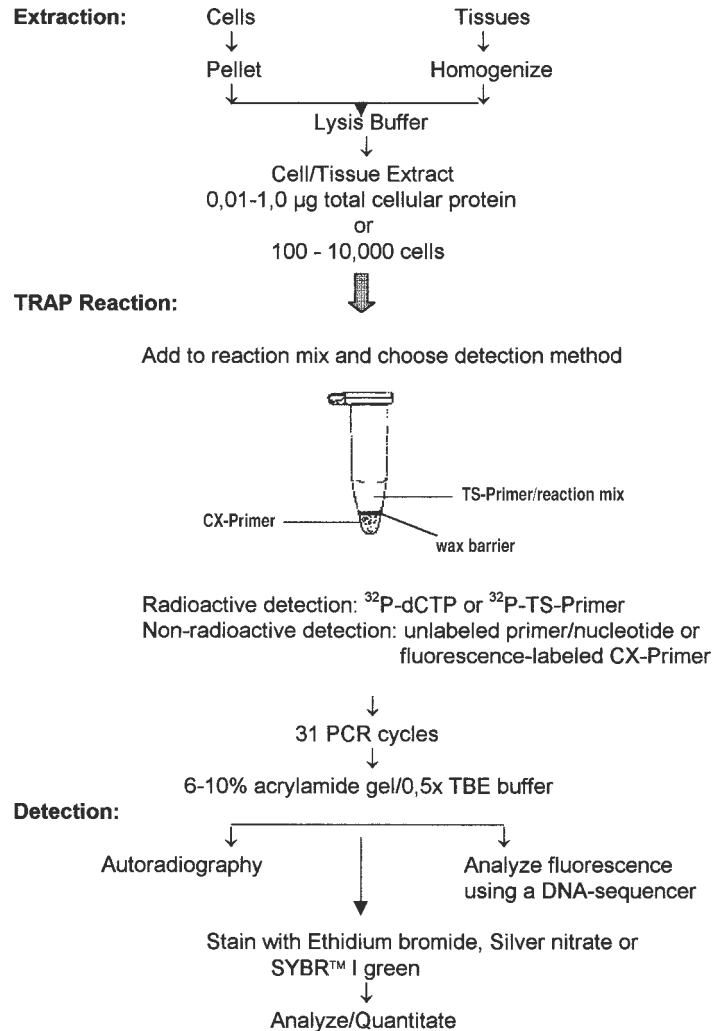 Extraction: Cells Tissues
Pellet Homogenize
Lysis Buffer
Cell/Tissue Extract
0,01-1,0 µg total cellular protein
or
100 - 10,000 cells
TRAP Reaction:
Add to reaction mix and choose detection method
TS-Primer/reaction mix
CX-Primer
wax barrier
Radioactive detection: ³²P-dCTP or ³²P-TS-Primer
Non-radioactive detection: unlabeled primer/nucleotide or
fluorescence-labeled CX-Primer
31 PCR cycles
6-10% acrylamide gel/0,5x TBE buffer
Detection:
Autoradiography Analyze fluorescence
using a DNA-sequencer
Stain with Ethidium bromide, Silver nitrate or
SYBR™ I green
Analyze/Quantitate